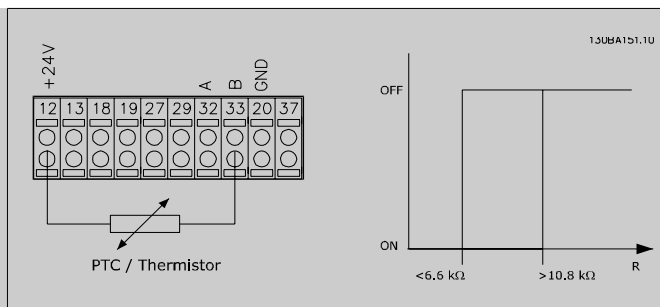 130BA151.10
+24V
A
B
GND
12 13 18 19 27 29 32 33 20 37
PTC / Thermistor
OFF
ON
<6.6 kΩ
>10.8 kΩ
R